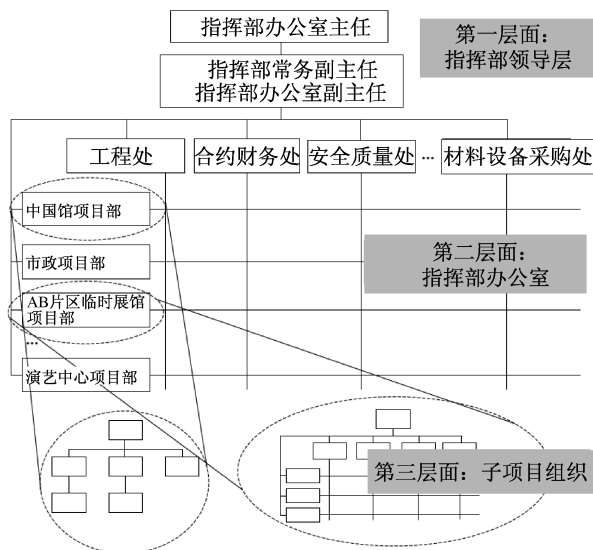 指挥部办公室主任
第一层面：
指挥部领导层
指挥部常务副主任
指挥部办公室副主任
工程处
合约财务处
安全质量处
...
材料设备采购处
中国馆项目部
第二层面：
指挥部办公室
市政项目部
AB片区临时展馆
项目部
...
演艺中心项目部
第三层面：子项目组织